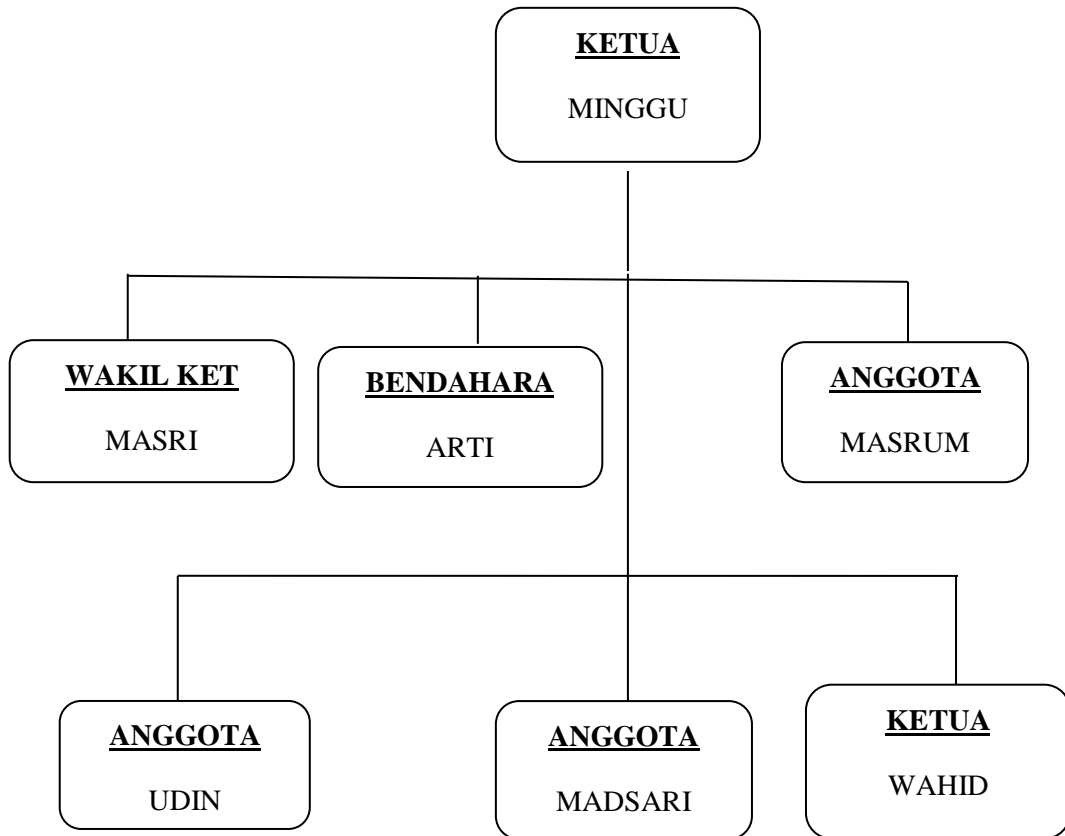 KETUA
MINGGU
WAKIL KET
MASRI
BENDAHARA
ARTI
ANGGOTA
MASRUM
ANGGOTA
UDIN
ANGGOTA
MADSARI
KETUA
WAHID